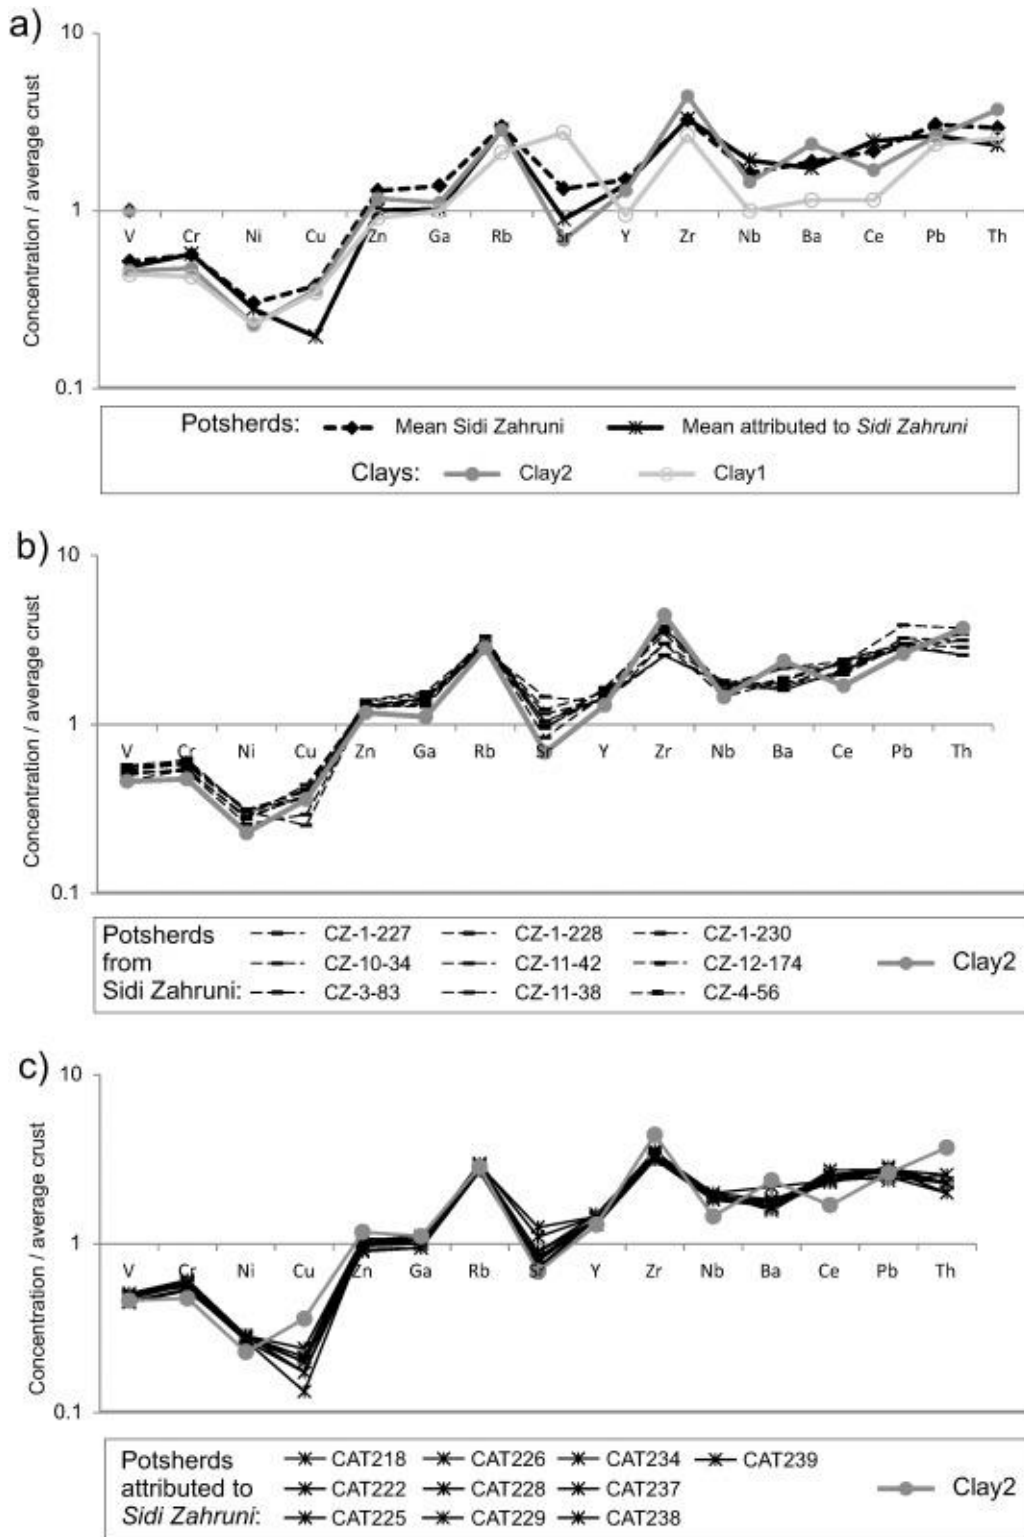 a)
10
1
0.1
Concentration / average crust
V Cr Ni Cu Zn Ga Rb Sr Y Zr Nb Ba Ce Pb Th
Potsherds: Mean Sidi Zahruni Mean attributed to Sidi Zahruni
Clays: Clay2 Clay1
b)
10
1
0.1
Concentration / average crust
V Cr Ni Cu Zn Ga Rb Sr Y Zr Nb Ba Ce Pb Th
Potsherds CZ-1-227 CZ-1-228 CZ-1-230
from CZ-10-34 CZ-11-42 CZ-12-174 Clay2
Sidi Zahruni: CZ-3-83 CZ-11-38 CZ-4-56
c)
10
1
0.1
Concentration / average crust
V Cr Ni Cu Zn Ga Rb Sr Y Zr Nb Ba Ce Pb Th
Potsherds CAT218 CAT226 CAT234 CAT239
attributed to CAT222 CAT228 CAT237 Clay2
Sidi Zahruni: CAT225 CAT229 CAT238